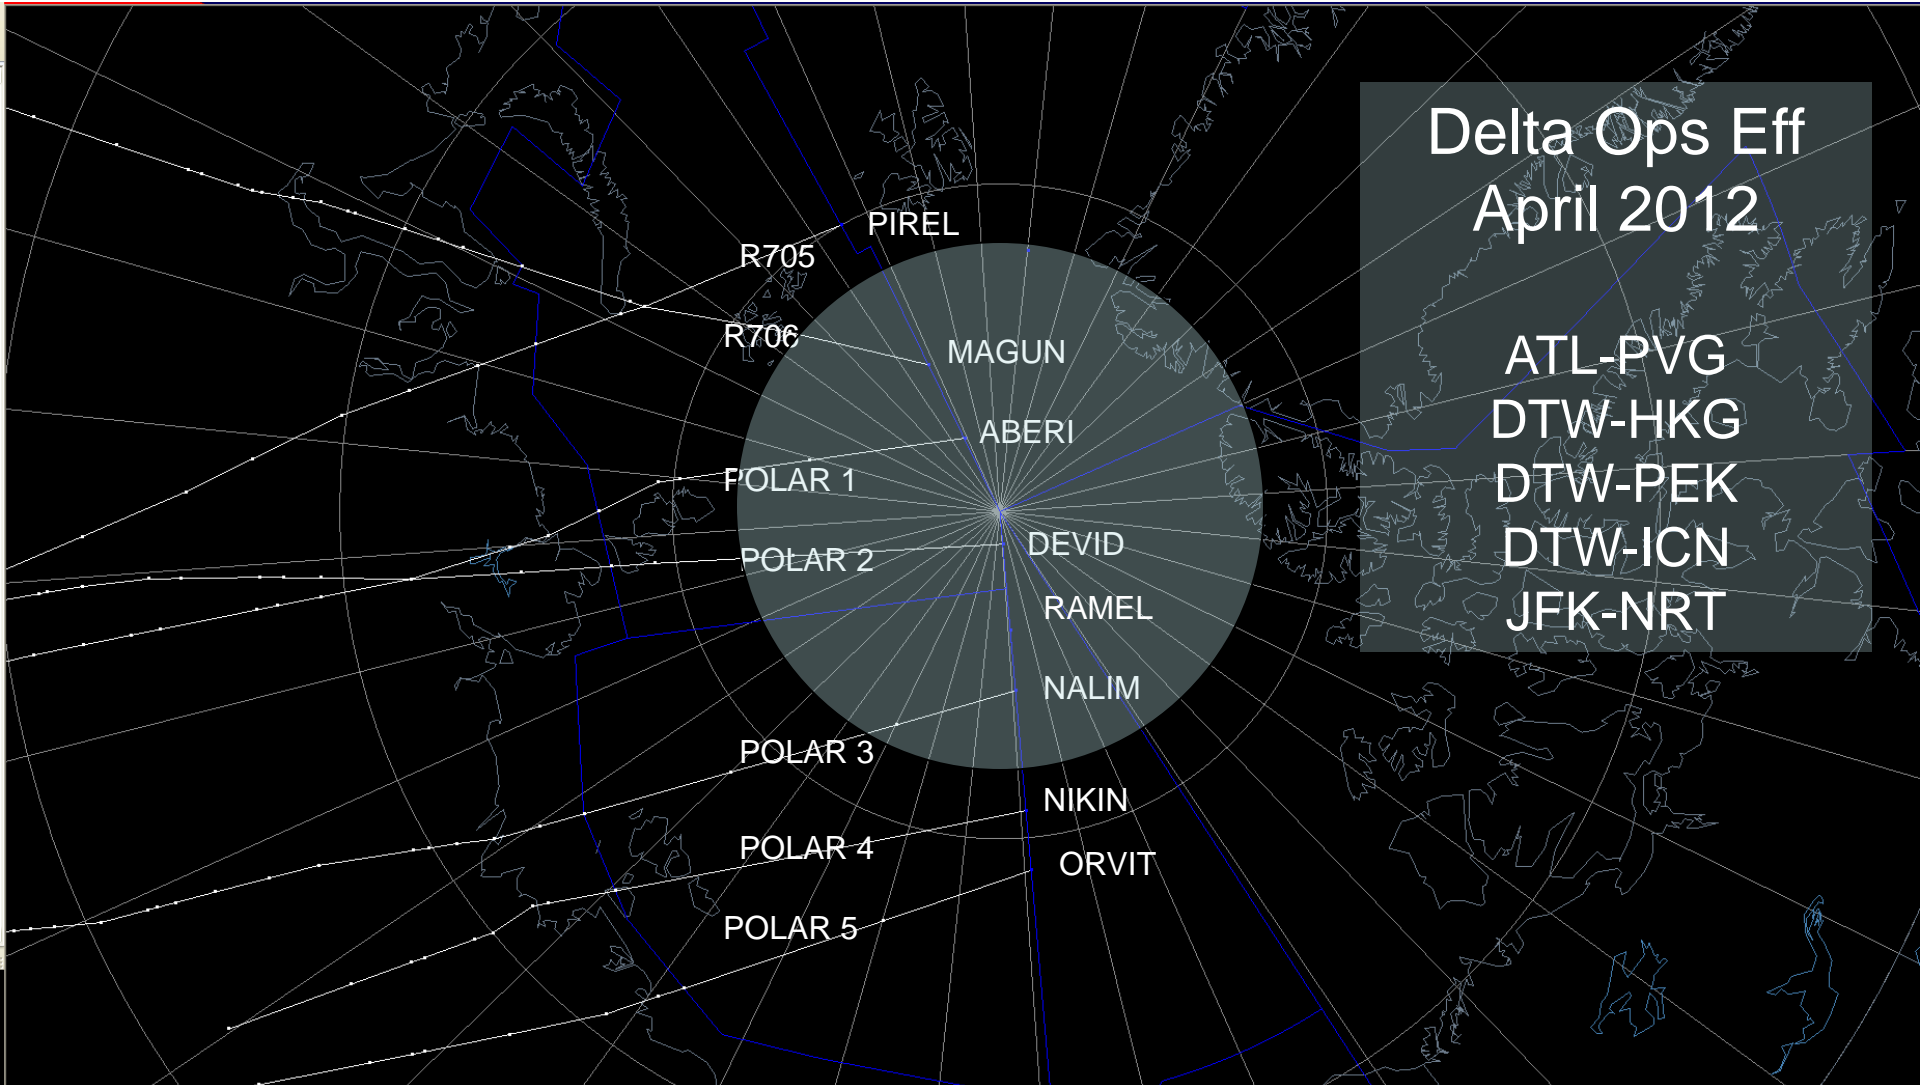 Delta Ops Eff
April 2012
ATL-PVG
DTW-HKG
DTW-PEK
DTW-ICN
JFK-NRT
PIREL
R705
R706
MAGUN
ABERI
POLAR 1
DEVID
POLAR 2
RAMEL
NALIM
POLAR 3
NIKIN
POLAR 4
ORVIT
POLAR 5